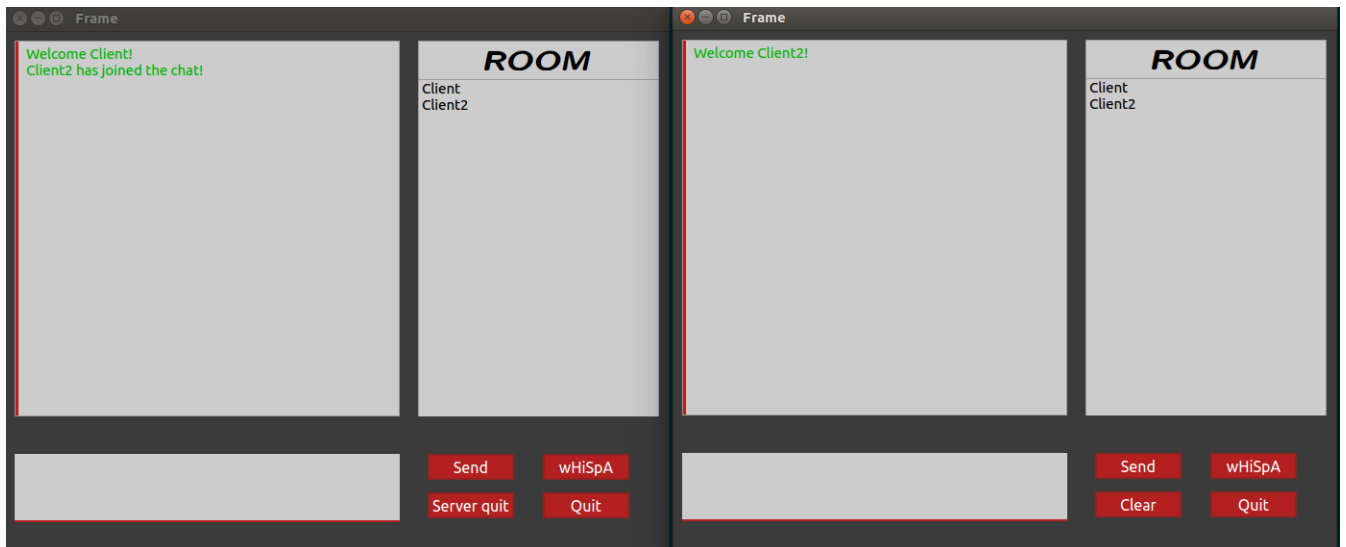 Frame
Welcome Client!
Client2 has joined the chat!
ROOM
Client
Client2
Send
wHiSpA
Server quit
Quit
Frame
Welcome Client2!
ROOM
Client
Client2
Send
wHiSpA
Clear
Quit